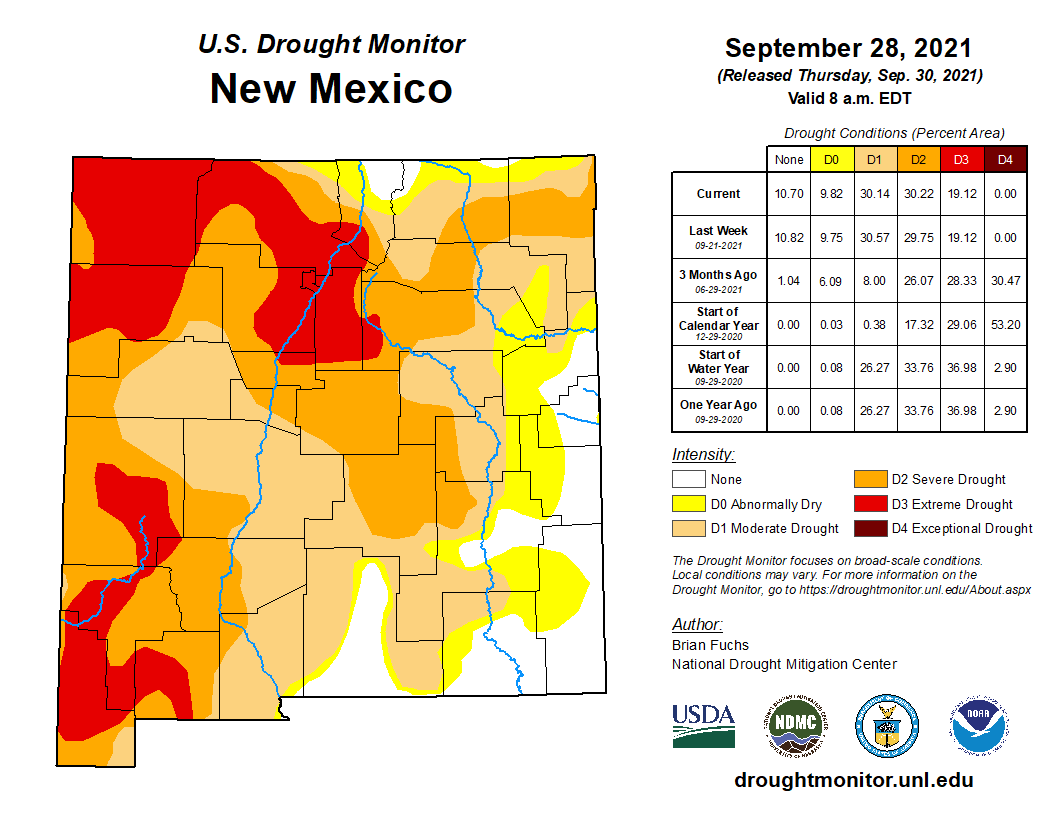 U.S. Drought Monitor
New Mexico
September 28, 2021
(Released Thursday, Sep. 30, 2021)
Valid 8 a.m. EDT
Drought Conditions (Percent Area)
None D0 D1 D2 D3 D4
Current 10.70 9.82 30.14 30.22 19.12 0.00
Last Week
09-21-2021
10.82 9.75 30.57 29.75 19.12 0.00
3 Months Ago
06-29-2021
1.04 6.09 8.00 26.07 28.33 30.47
Start of
Calendar Year
12-29-2020
0.00 0.03 0.38 17.32 29.06 53.20
Start of
Water Year
09-29-2020
0.00 0.08 26.27 33.76 36.98 2.90
One Year Ago
09-29-2020
0.00 0.08 26.27 33.76 36.98 2.90
Intensity:
None
D0 Abnormally Dry
D1 Moderate Drought
D2 Severe Drought
D3 Extreme Drought
D4 Exceptional Drought
The Drought Monitor focuses on broad-scale conditions.
Local conditions may vary. For more information on the
Drought Monitor, go to https://droughtmonitor.unl.edu/About.aspx
Author:
Brian Fuchs
National Drought Mitigation Center
USDA
NDMC
NOAA
droughtmonitor.unl.edu